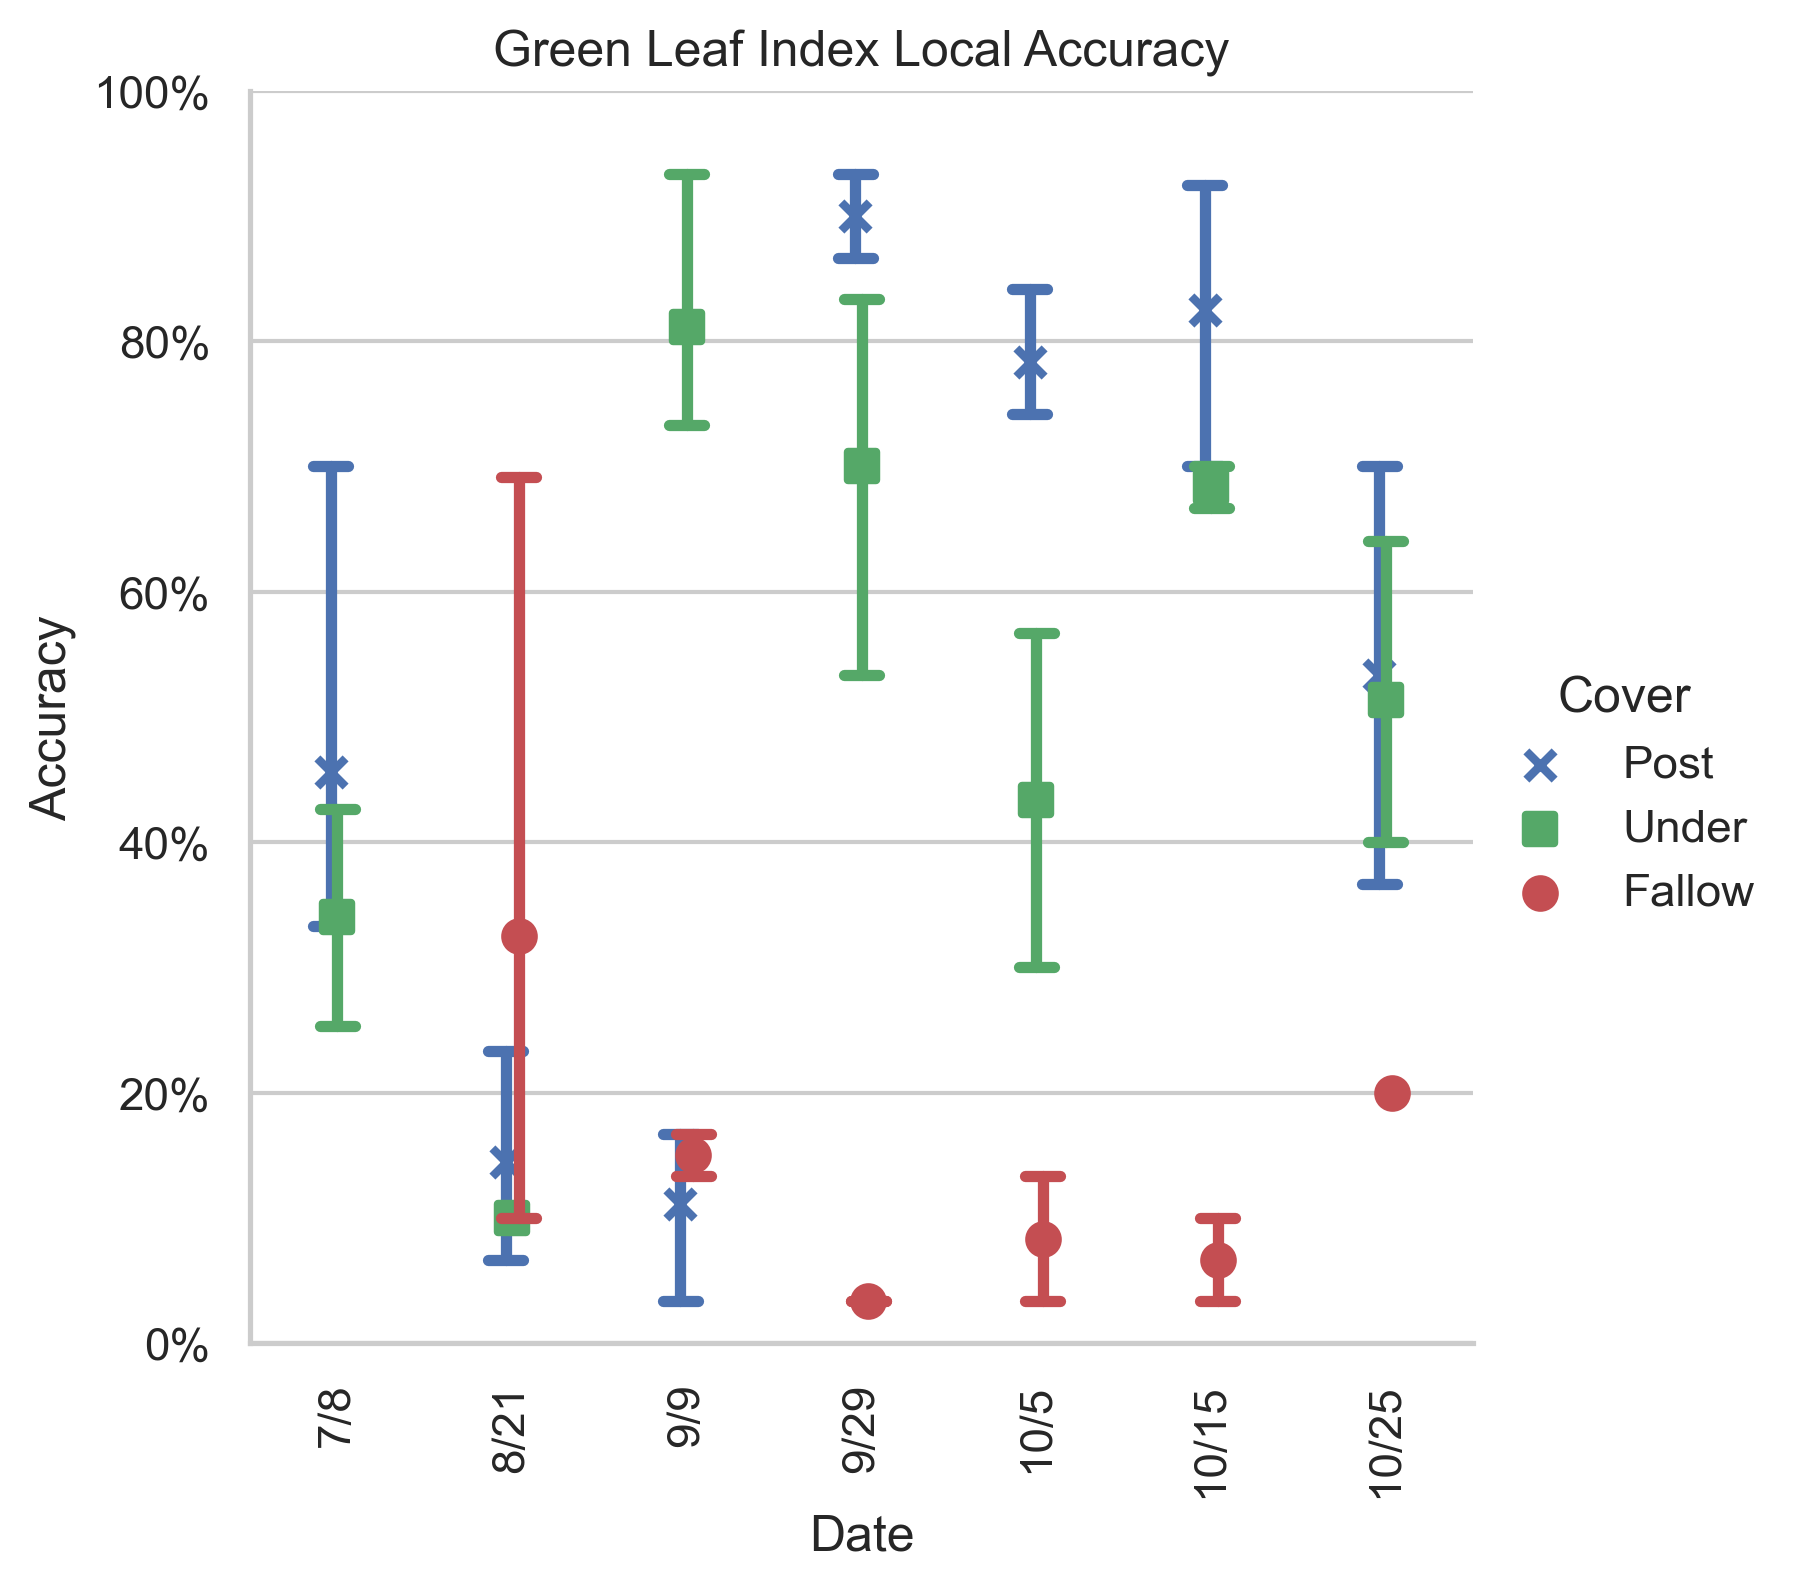 Green Leaf Index Local Accuracy
100%
80%
60%
40%
20%
0%
Accuracy
7/8
8/21
9/9
9/29
10/5
10/15
10/25
Date
Cover
Post
Under
Fallow